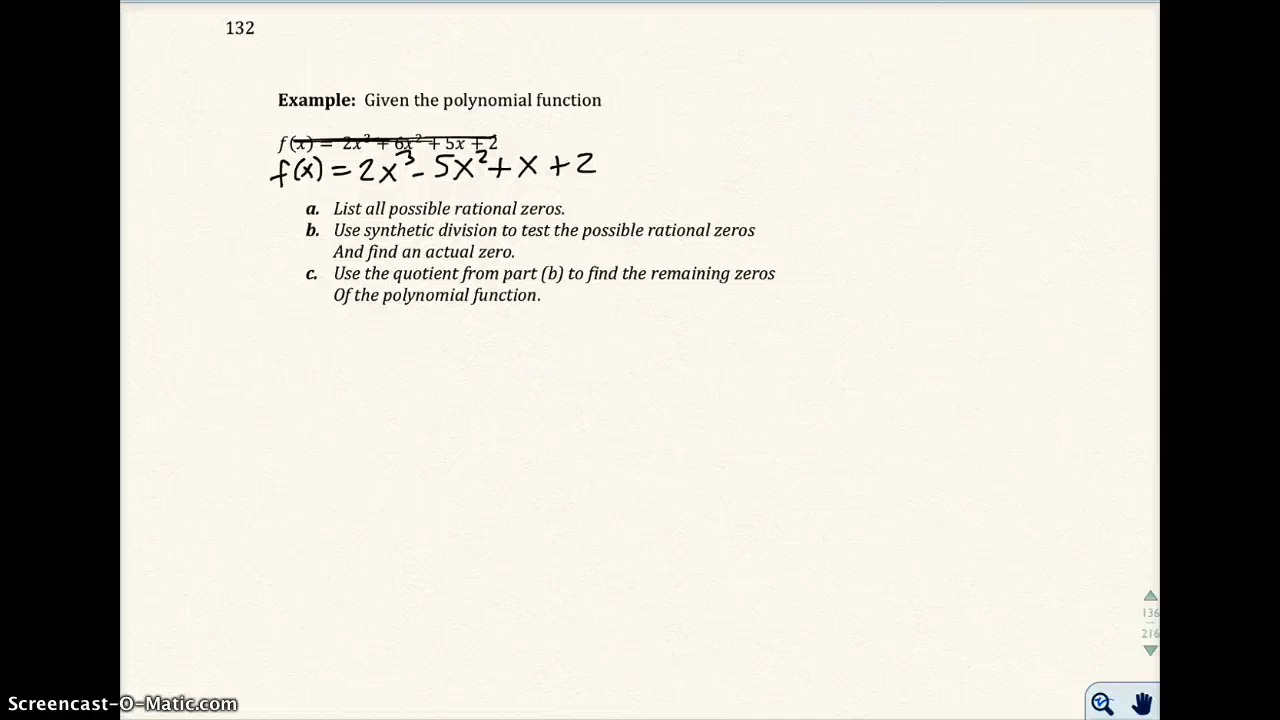 132
Example: Given the polynomial function
f(x) = 2x³ + 6x² + 5x + 2
f(x) = 2x³ - 5x² + x + 2
a. List all possible rational zeros.
b. Use synthetic division to test the possible rational zeros
And find an actual zero.
c. Use the quotient from part (b) to find the remaining zeros
Of the polynomial function.
136
216
Screencast-O-Matic.com